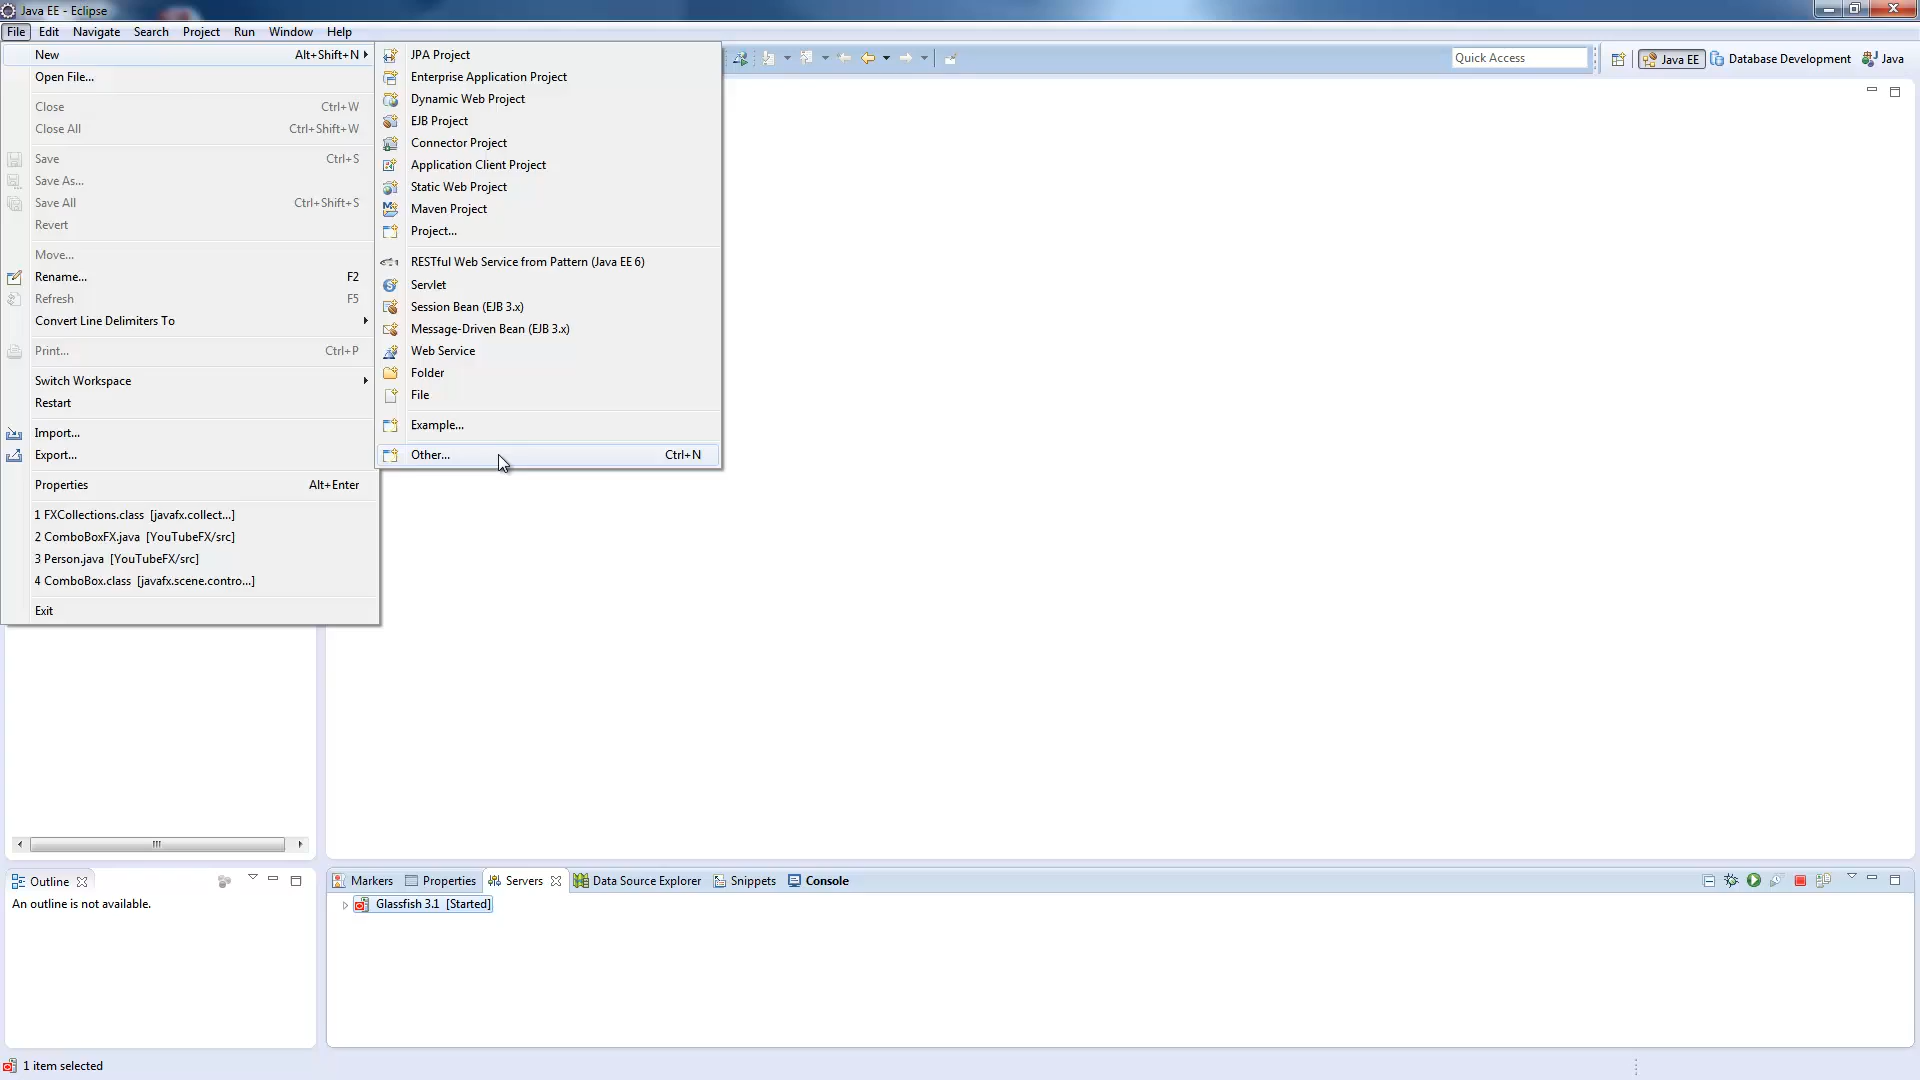 Java EE - Eclipse
File Edit Navigate Search Project Run Window Help
New Alt+Shift+N
Open File...
Close Ctrl+W
Close All Ctrl+Shift+W
Save Ctrl+S
Save As...
Save All Ctrl+Shift+S
Revert
Move...
Rename... F2
Refresh F5
Convert Line Delimiters To
Print... Ctrl+P
Switch Workspace
Restart
Import...
Export...
Properties Alt+Enter
1 FXCollections.class [javafx.collect...]
2 ComboBoxFX.java [YouTubeFX/src]
3 Person.java [YouTubeFX/src]
4 ComboBox.class [javafx.scene.contro...]
Exit
JPA Project
Enterprise Application Project
Dynamic Web Project
EJB Project
Connector Project
Application Client Project
Static Web Project
Maven Project
Project...
RESTful Web Service from Pattern (Java EE 6)
Servlet
Session Bean (EJB 3.x)
Message-Driven Bean (EJB 3.x)
Web Service
Folder
File
Example...
Other... Ctrl+N
Quick Access
Java EE Database Development Java
Outline
An outline is not available.
Markers Properties Servers Data Source Explorer Snippets Console
Glassfish 3.1 [Started]
1 item selected